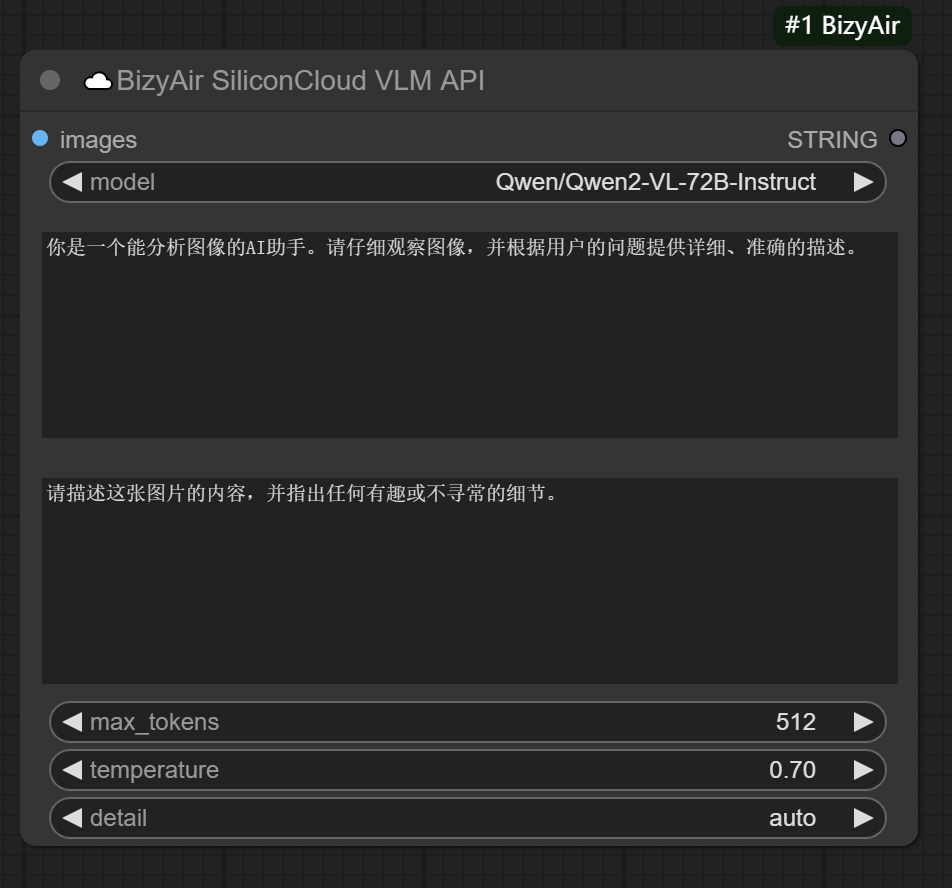 #1 BizyAir
BizyAir SiliconCloud VLM API
images
STRING
model
Qwen/Qwen2-VL-72B-Instruct
你是一个能分析图像的AI助手。请仔细观察图像，并根据用户的问题提供详细、准确的描述。
请描述这张图片的内容，并指出任何有趣或不寻常的细节。
max_tokens
512
temperature
0.70
detail
auto